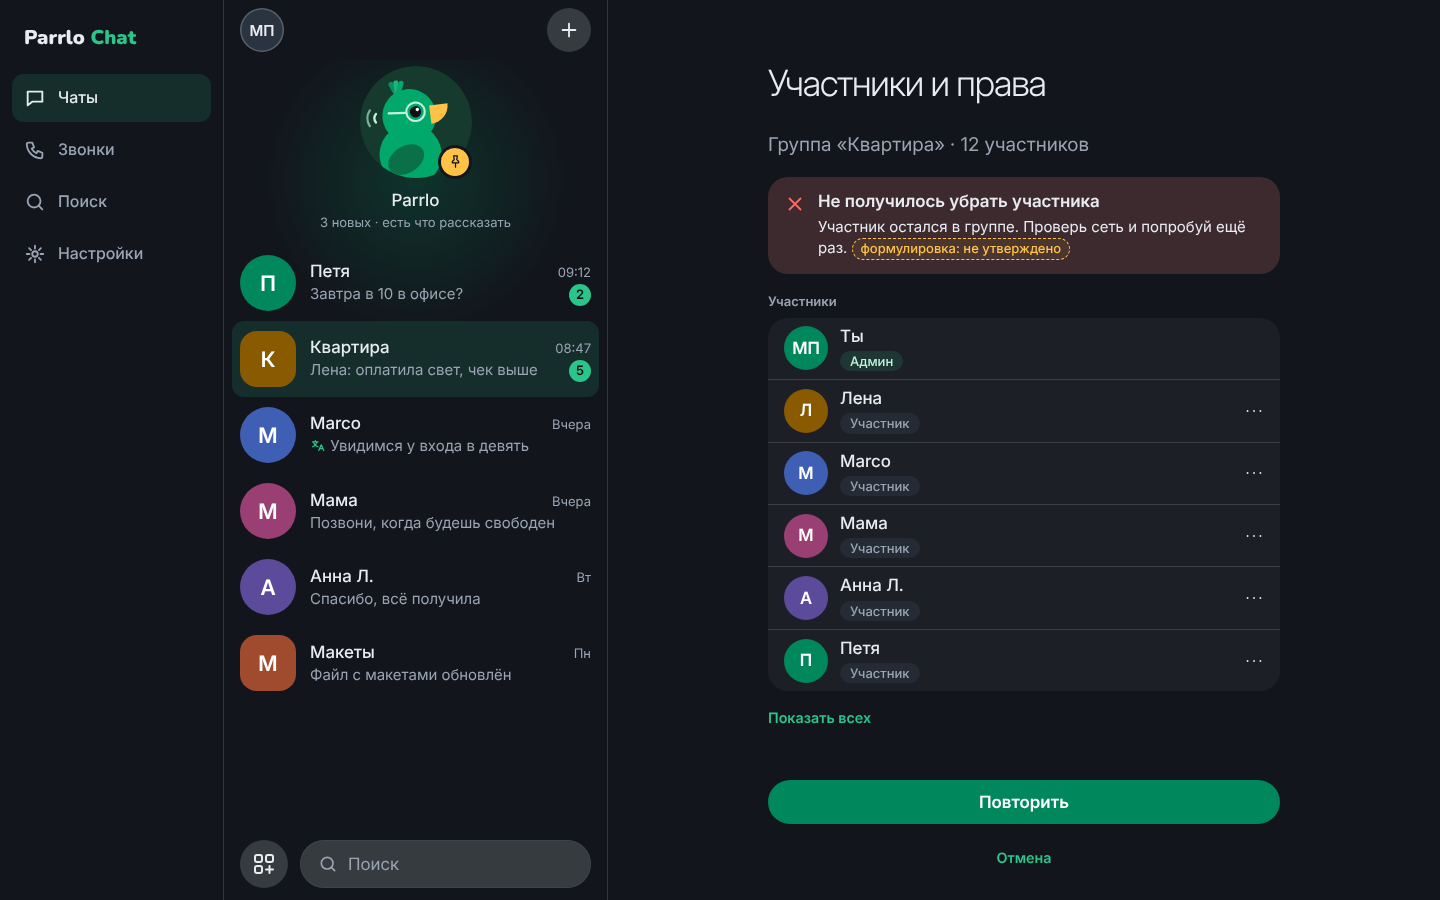 Parrlo Chat
Чаты
Звонки
Поиск
Настройки
МП
Parrlo
3 новых · есть что рассказать
П
Петя
09:12
Завтра в 10 в офисе?
2
К
Квартира
08:47
Лена: оплатила свет, чек выше
5
M
Marco
Вчера
Увидимся у входа в девять
М
Мама
Вчера
Позвони, когда будешь свободен
А
Анна Л.
Вт
Спасибо, всё получила
М
Макеты
Пн
Файл с макетами обновлён
Поиск
Участники и права
Группа «Квартира» · 12 участников
Не получилось убрать участника
Участник остался в группе. Проверь сеть и попробуй ещё
раз. формулировка: не утверждено
Участники
МП
Ты
Админ
Л
Лена
Участник
M
Marco
Участник
М
Мама
Участник
А
Анна Л.
Участник
П
Петя
Участник
Показать всех
Повторить
Отмена